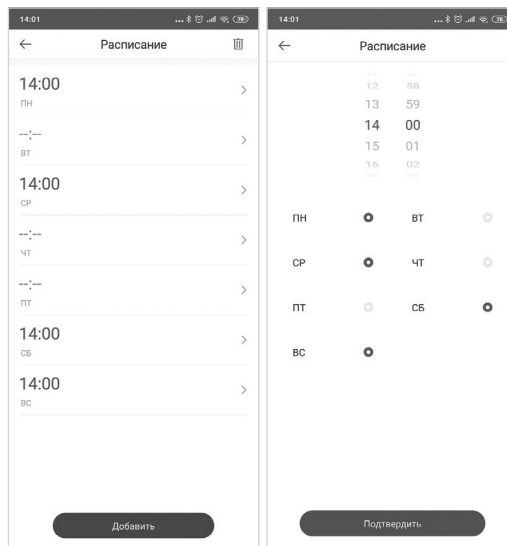 14:01 ... 78
Расписание
14:00
ПН
--:--
ВТ
14:00
СР
--:--
ЧТ
--:--
ПТ
14:00
СБ
14:00
ВС
Добавить
14:01 ... 78
Расписание
12 58
13 59
14 00
15 01
16 02
ПН ВТ
СР ЧТ
ПТ СБ
ВС
Подтвердить